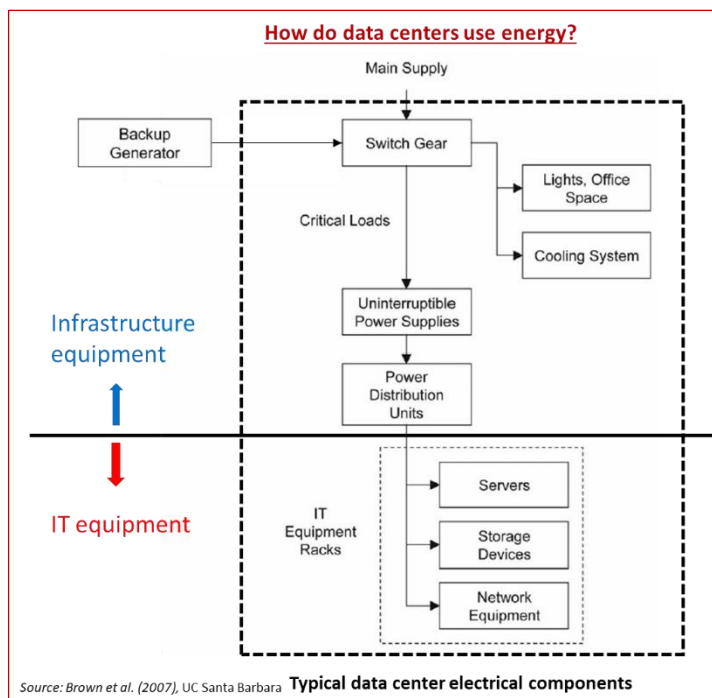 How do data centers use energy?
Main Supply
Backup
Generator
Switch Gear
Lights, Office
Space
Critical Loads
Cooling System
Uninterruptible
Power Supplies
Infrastructure
equipment
Power
Distribution
Units
IT equipment
IT
Equipment
Racks
Servers
Storage
Devices
Network
Equipment
Source: Brown et al. (2007), UC Santa Barbara Typical data center electrical components